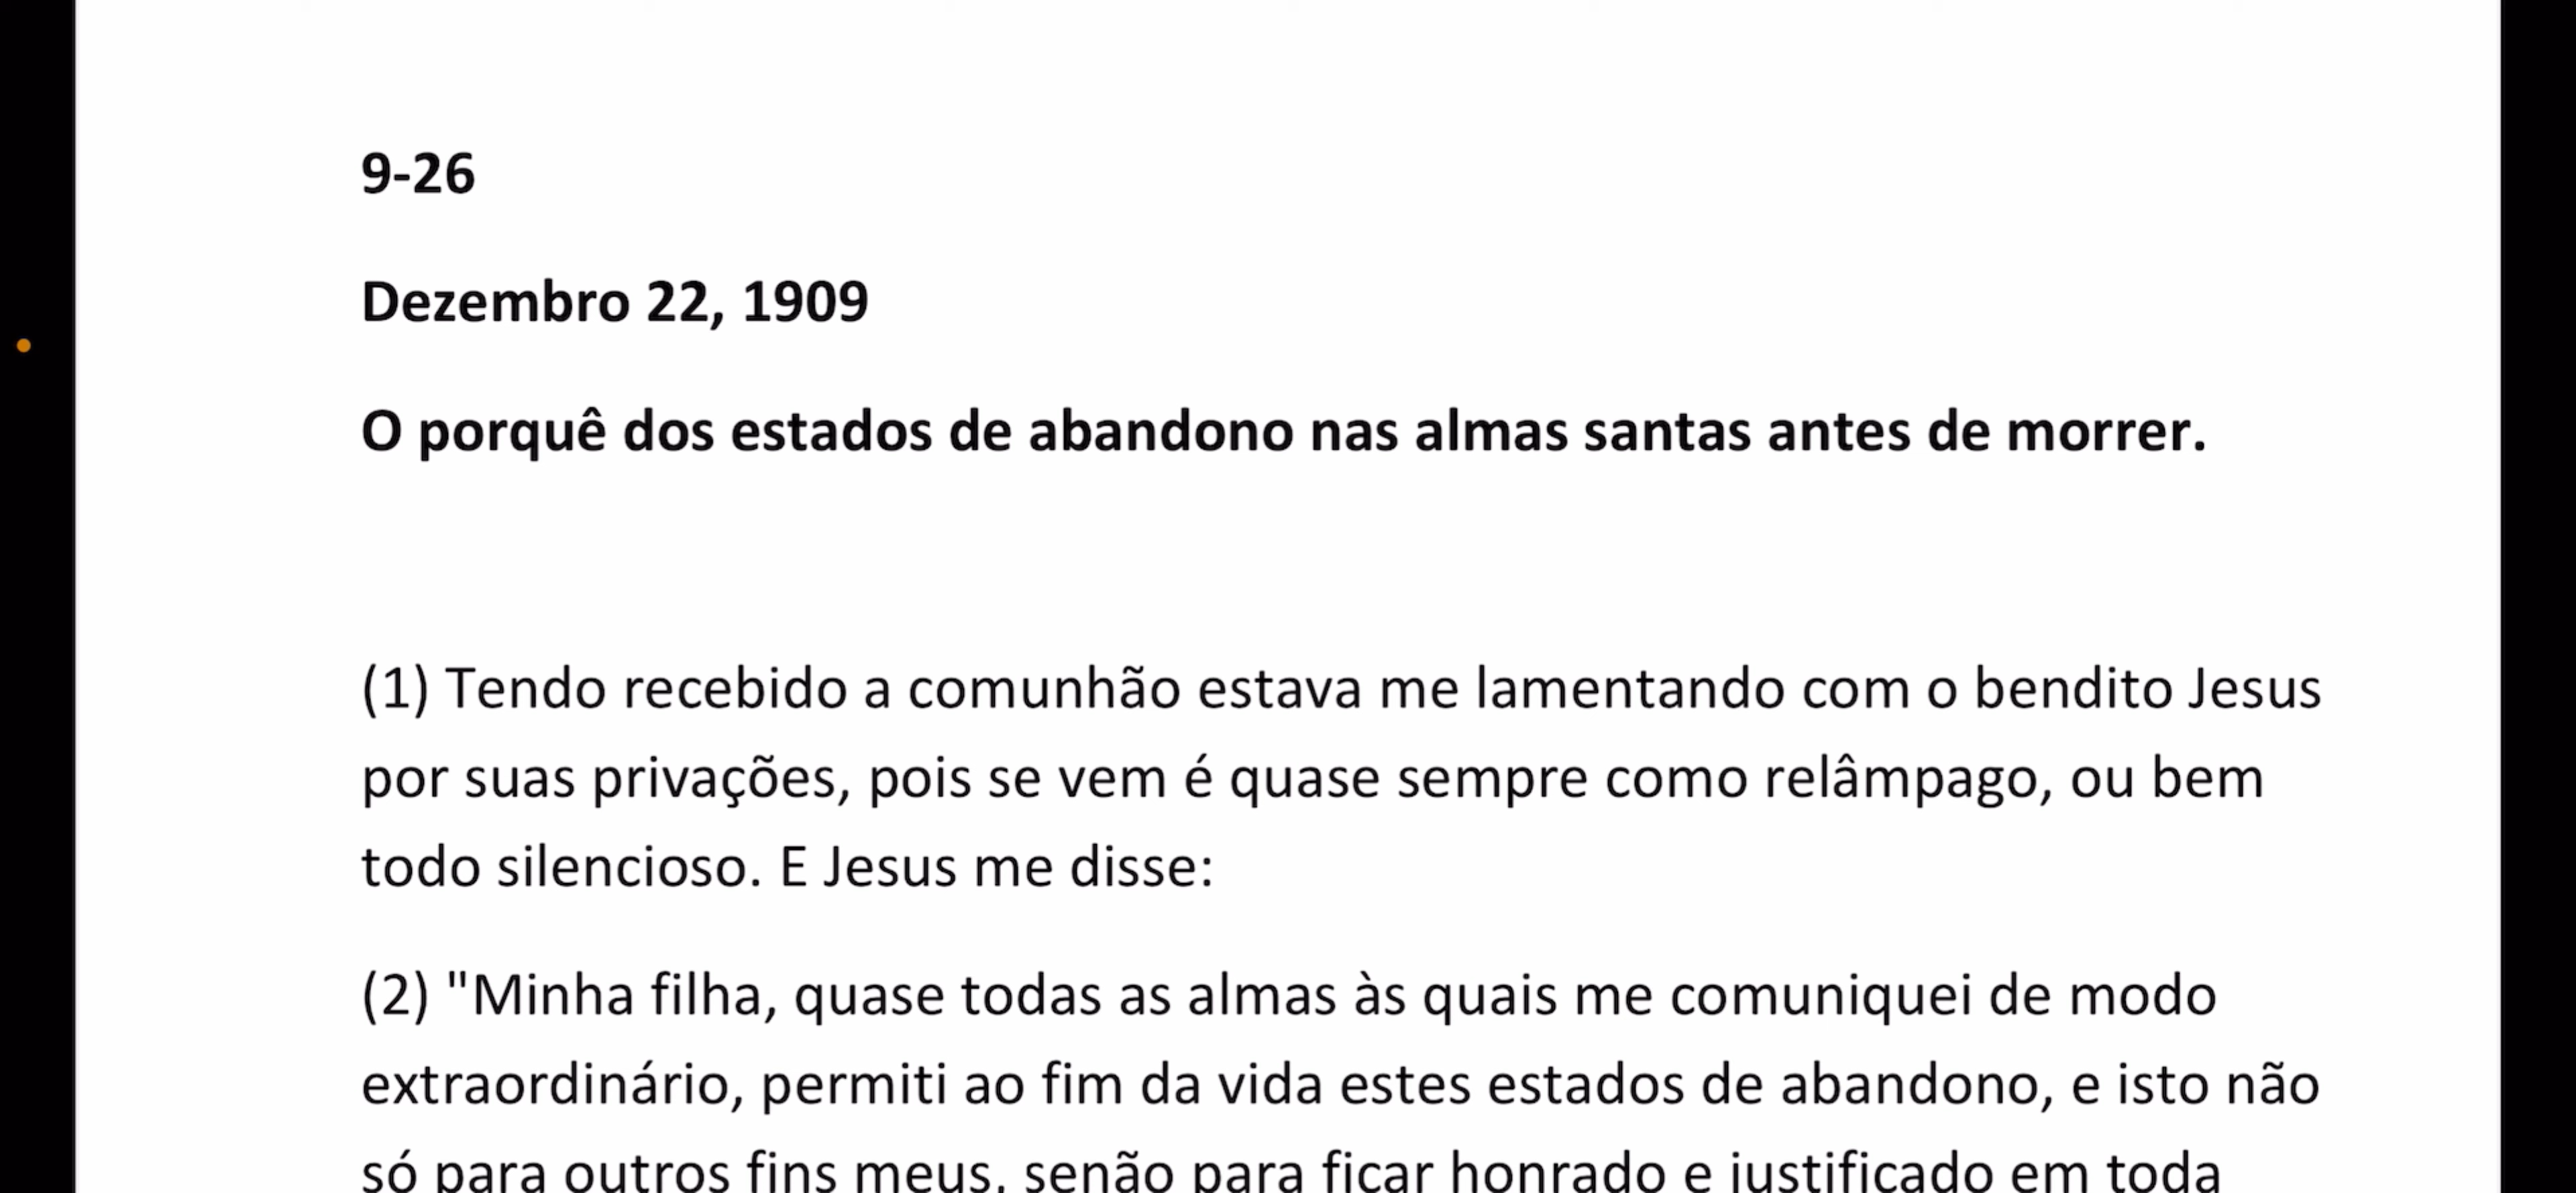 9-26
Dezembro 22, 1909
O porquê dos estados de abandono nas almas santas antes de morrer.
(1) Tendo recebido a comunhão estava me lamentando com o bendito Jesus
por suas privações, pois se vem é quase sempre como relâmpago, ou bem
todo silencioso. E Jesus me disse:
(2) "Minha filha, quase todas as almas às quais me comuniquei de modo
extraordinário, permiti ao fim da vida estes estados de abandono, e isto não
só para outros fins meus, senão para ficar honrado e justificado em toda